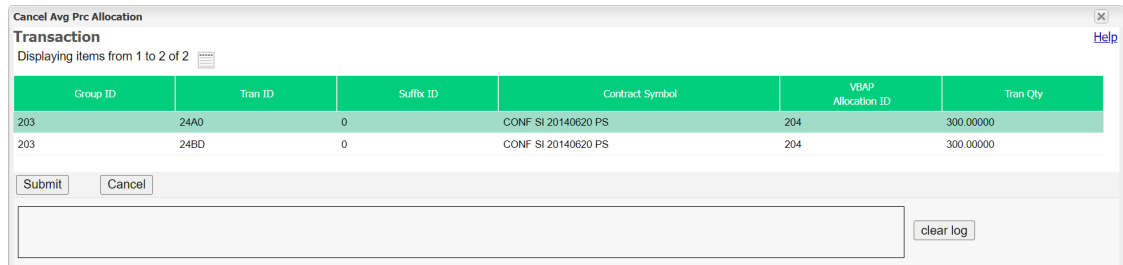 Cancel Avg Prc Allocation
Transaction Help
Displaying items from 1 to 2 of 2
Group ID Tran ID Suffix ID Contract Symbol VBAP Allocation ID Tran Qty
203 24A0 0 CONF SI 20140620 PS 204 300.00000
203 24BD 0 CONF SI 20140620 PS 204 300.00000
Submit Cancel
clear log